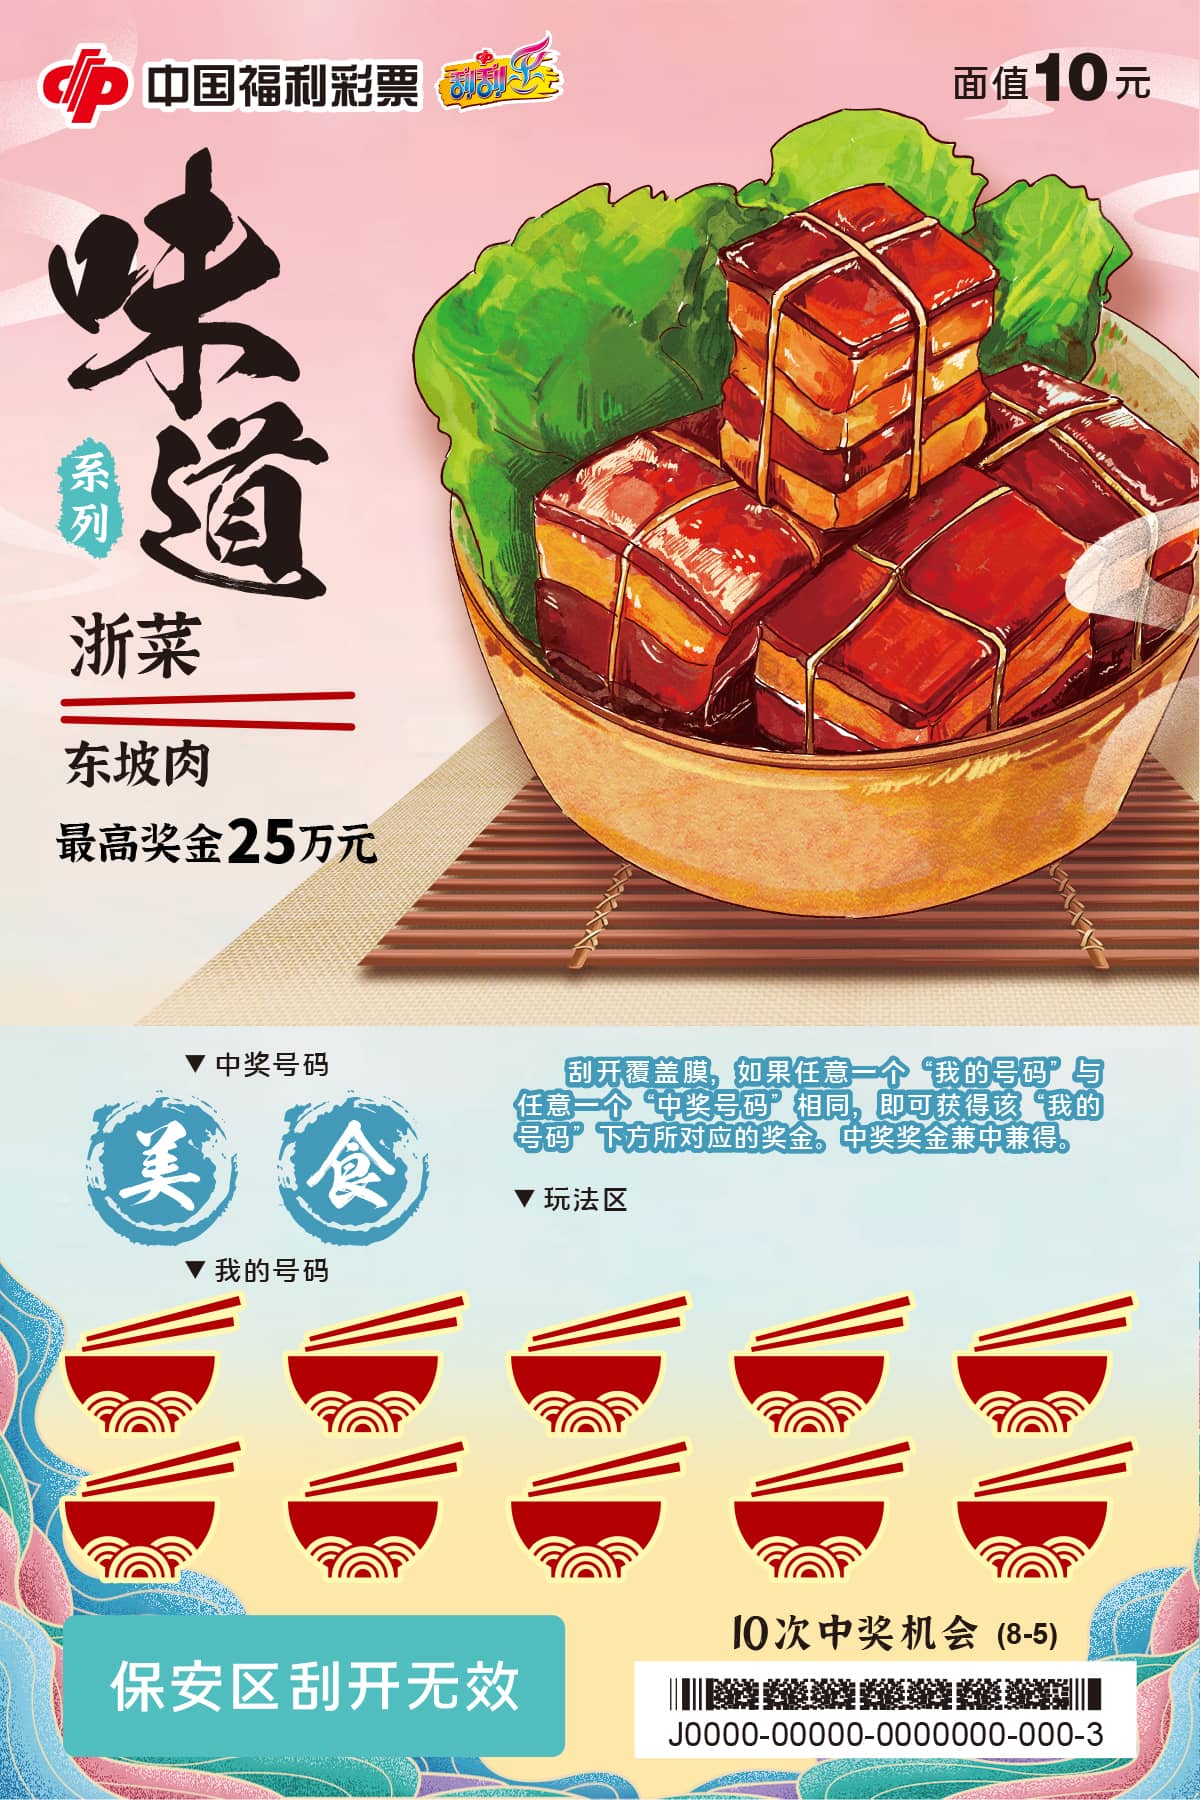 中国福利彩票 刮刮乐
面值10元
味道
系列
浙菜
东坡肉
最高奖金25万元
▼中奖号码
美 食
刮开覆盖膜，如果任意一个“我的号码”与
任意一个“中奖号码”相同，即可获得该“我的
号码”下方所对应的奖金。中奖奖金兼中兼得。
▼玩法区
▼我的号码
10次中奖机会 (8-5)
保安区刮开无效
J0000-00000-0000000-000-3